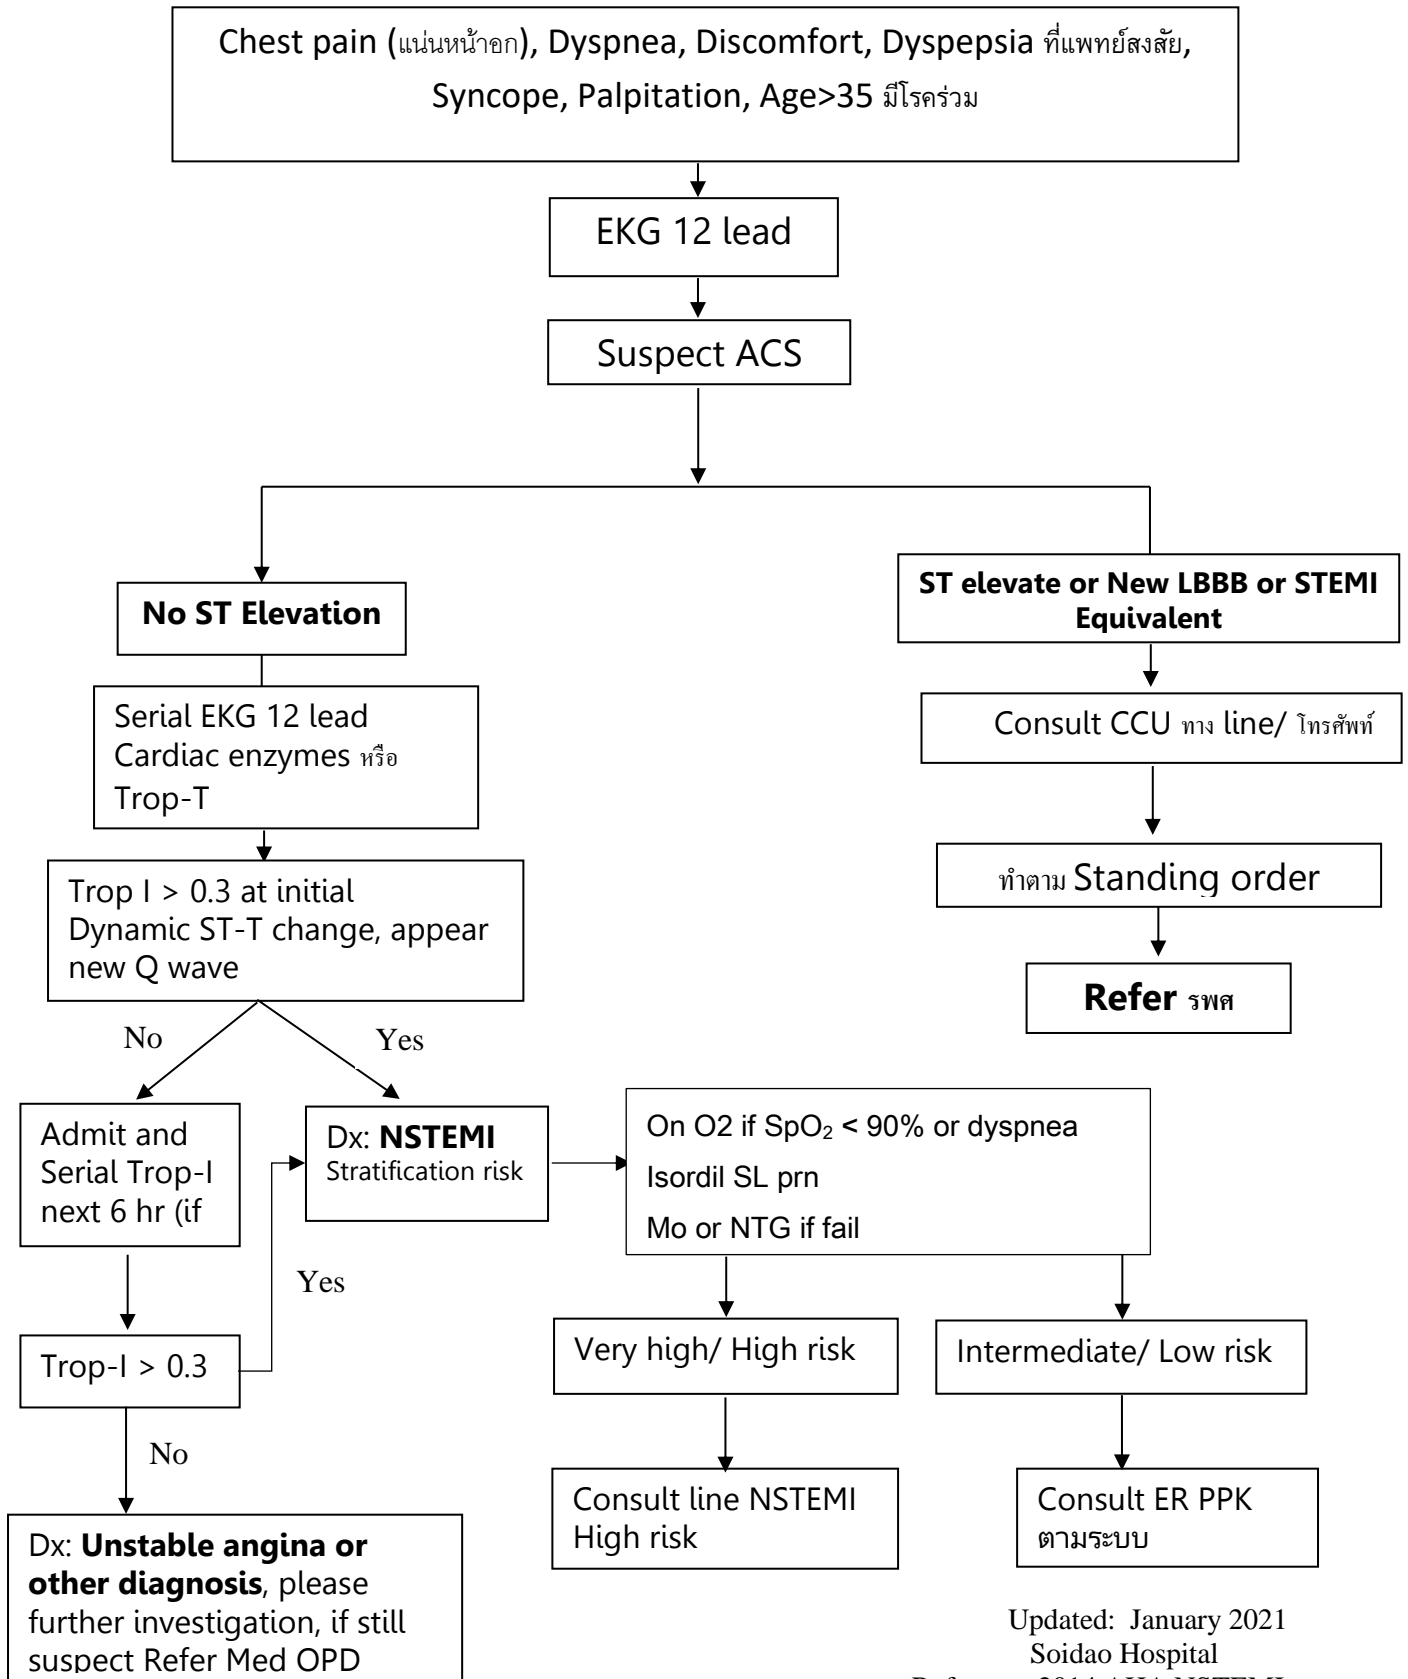 Chest pain (แน่นหน้าอก), Dyspnea, Discomfort, Dyspepsia ที่แพทย์สงสัย,
Syncope, Palpitation, Age>35 มีโรคร่วม
EKG 12 lead
Suspect ACS
No ST Elevation
ST elevate or New LBBB or STEMI
Equivalent
Serial EKG 12 lead
Cardiac enzymes หรือ
Trop-T
Consult CCU ทาง line/ โทรศัพท์
Trop I > 0.3 at initial
Dynamic ST-T change, appear
new Q wave
ทำตาม Standing order
Refer รพศ
No
Yes
Admit and
Serial Trop-I
next 6 hr (if
Dx: NSTEMI
Stratification risk
On O2 if SpO₂ < 90% or dyspnea
Isordil SL prn
Mo or NTG if fail
Yes
Trop-I > 0.3
Very high/ High risk
Intermediate/ Low risk
No
Consult line NSTEMI
High risk
Consult ER PPK
ตามระบบ
Dx: Unstable angina or
other diagnosis, please
further investigation, if still
suspect Refer Med OPD
Updated: January 2021
Soidao Hospital
2014 AHA NSTEMI